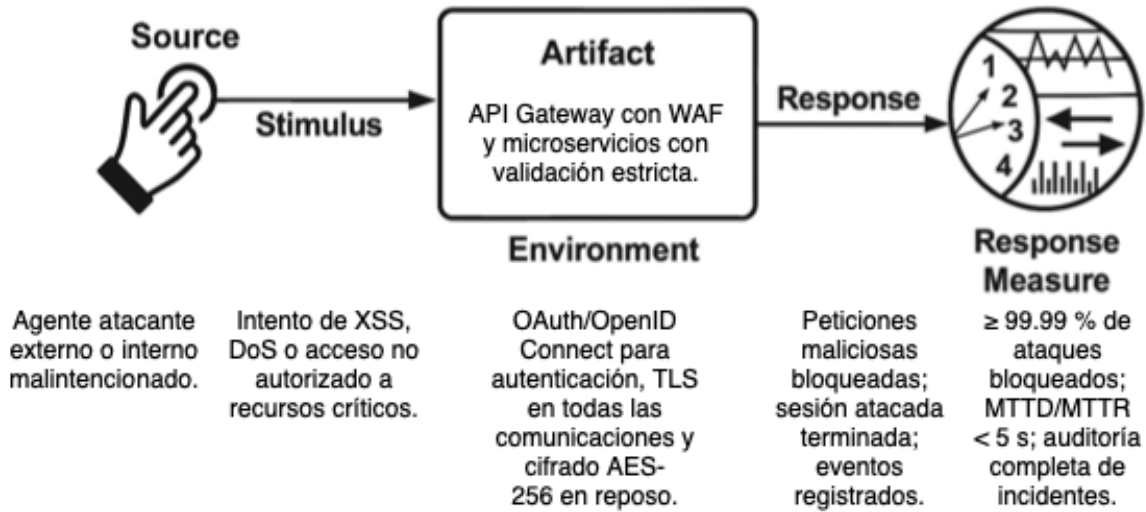 Source
Stimulus
Artifact
API Gateway con WAF
y microservicios con
validación estricta.
Environment
Response
1
2
3
4
Response
Measure
Agente atacante
externo o interno
malintencionado.
Intento de XSS,
DoS o acceso no
autorizado a
recursos críticos.
OAuth/OpenID
Connect para
autenticación, TLS
en todas las
comunicaciones y
cifrado AES-
256 en reposo.
Peticiones
maliciosas
bloqueadas;
sesión atacada
terminada;
eventos
registrados.
≥ 99.99 % de
ataques
bloqueados;
MTTD/MTTR
< 5 s; auditoría
completa de
incidentes.